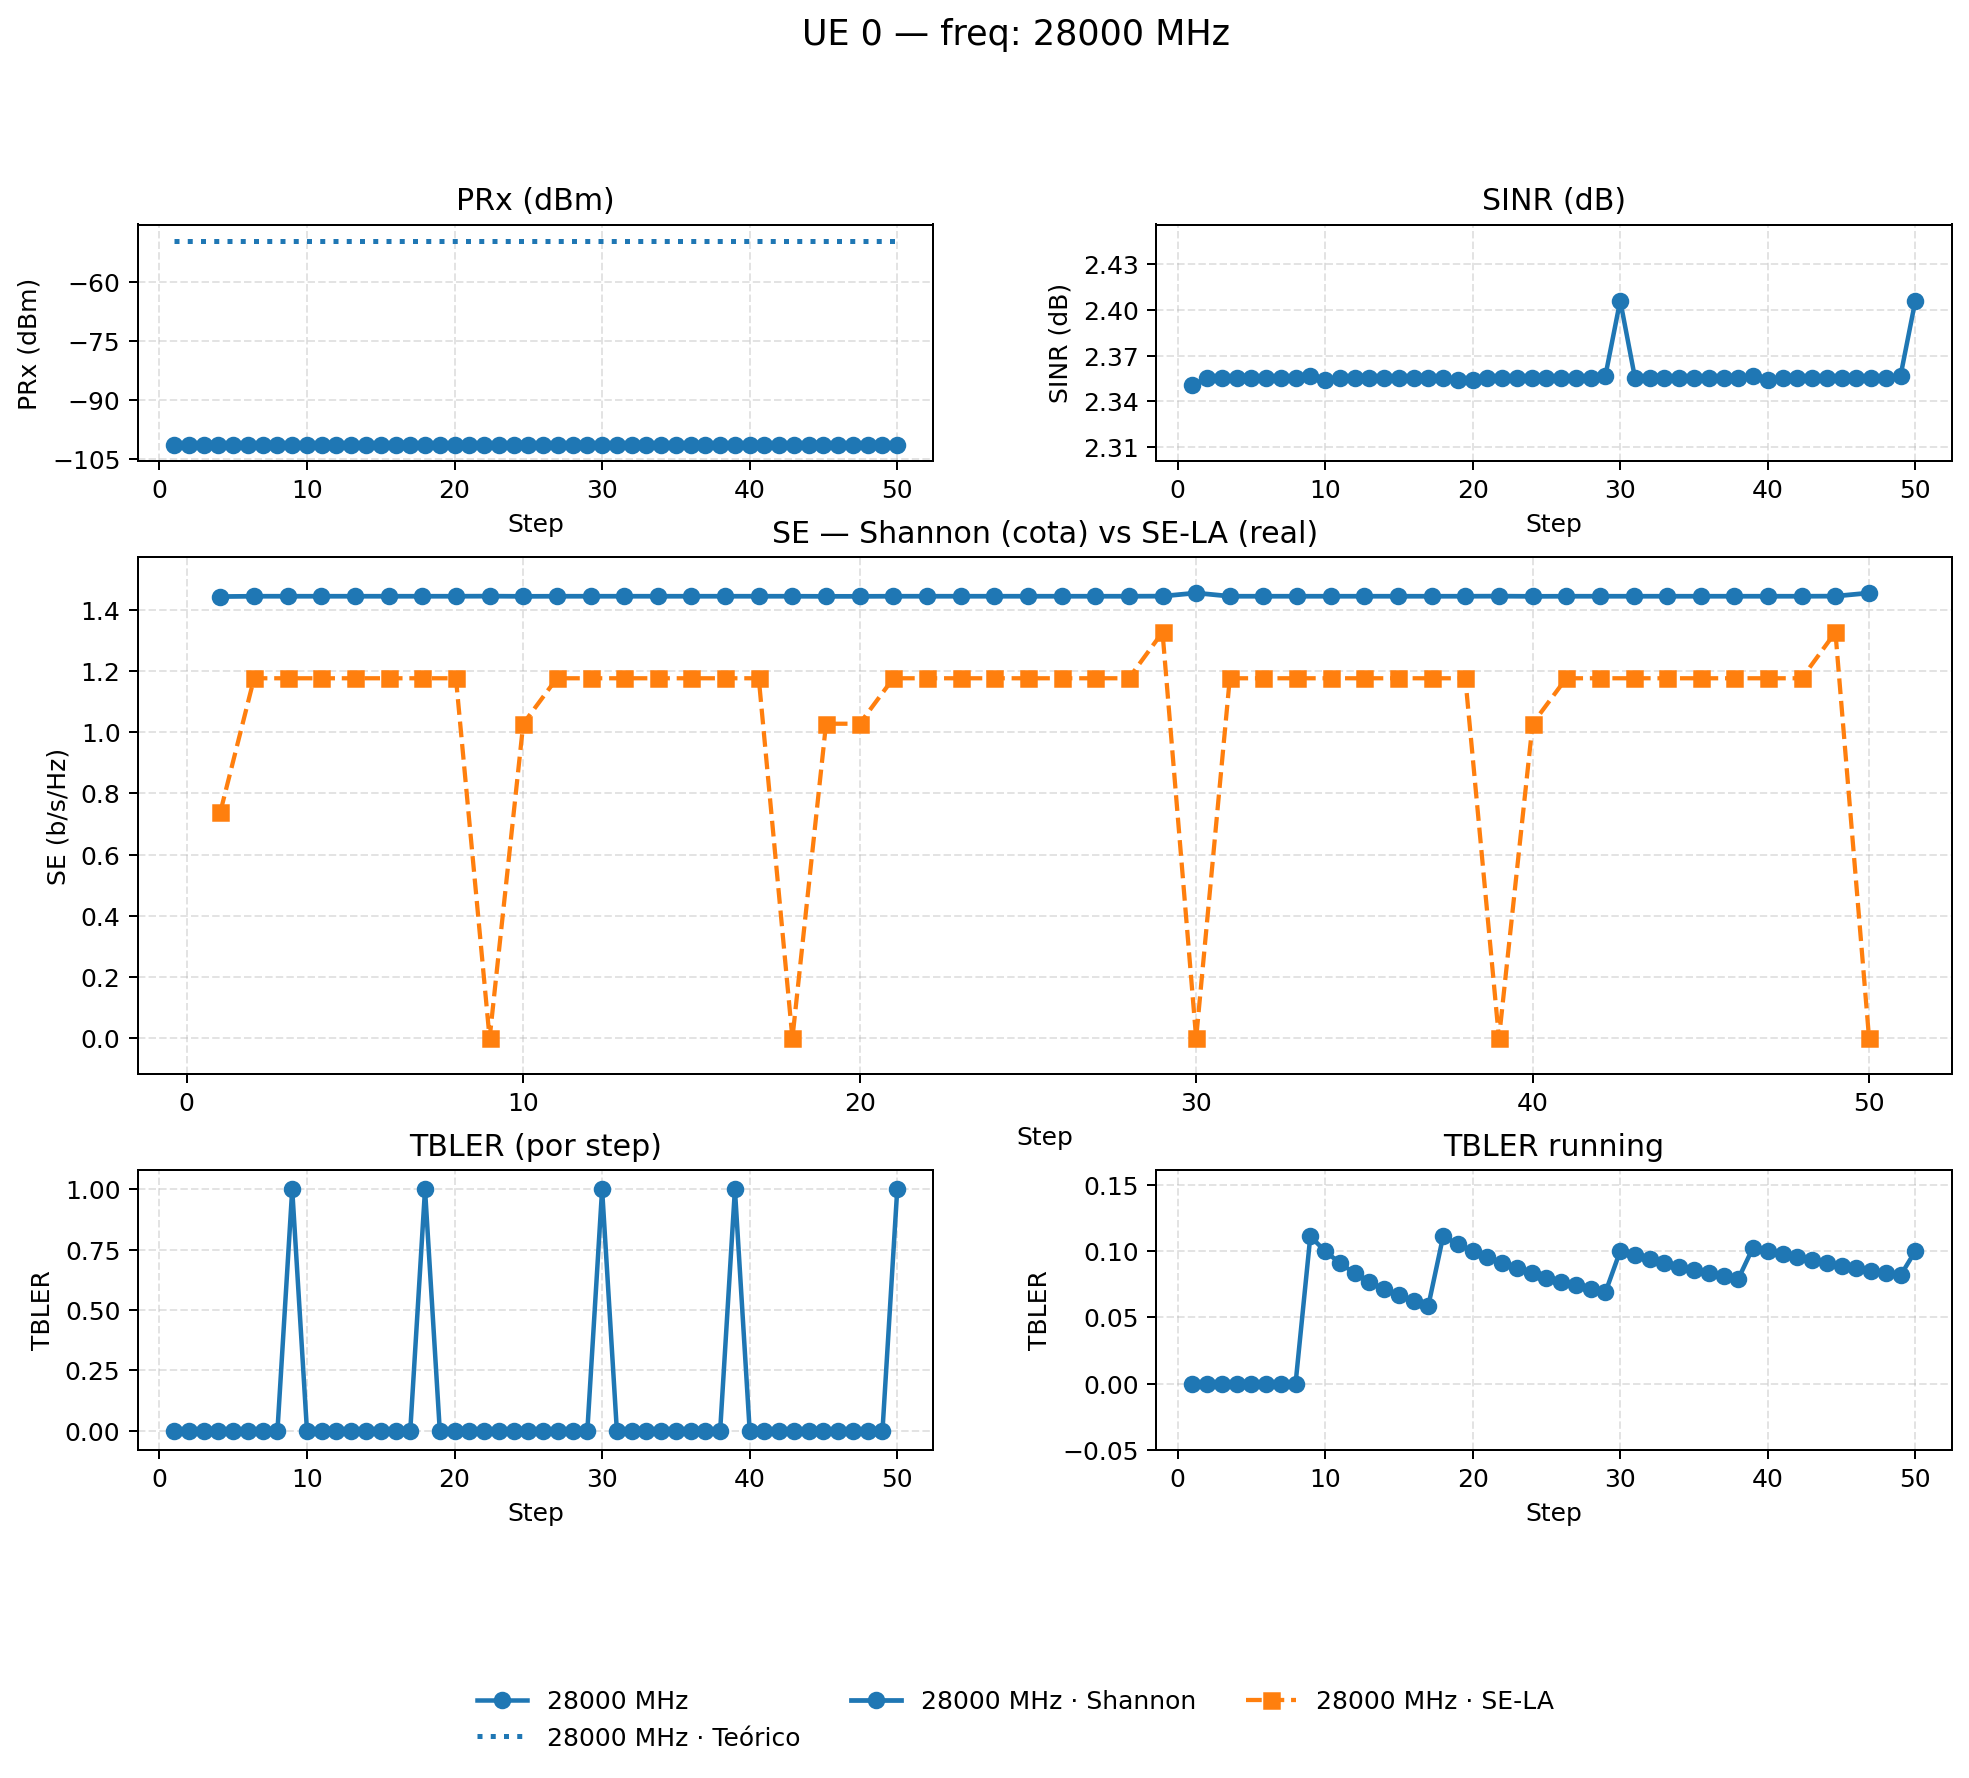 UE 0 — freq: 28000 MHz
PRx (dBm)
PRx (dBm)
−60
−75
−90
−105
0 10 20 30 40 50
Step
SINR (dB)
SINR (dB)
2.43
2.40
2.37
2.34
2.31
0 10 20 30 40 50
Step
SE — Shannon (cota) vs SE-LA (real)
SE (b/s/Hz)
1.4
1.2
1.0
0.8
0.6
0.4
0.2
0.0
0 10 20 30 40 50
Step
TBLER (por step)
TBLER
1.00
0.75
0.50
0.25
0.00
0 10 20 30 40 50
Step
TBLER running
TBLER
0.15
0.10
0.05
0.00
−0.05
0 10 20 30 40 50
Step
28000 MHz
28000 MHz · Teórico
28000 MHz · Shannon
28000 MHz · SE-LA